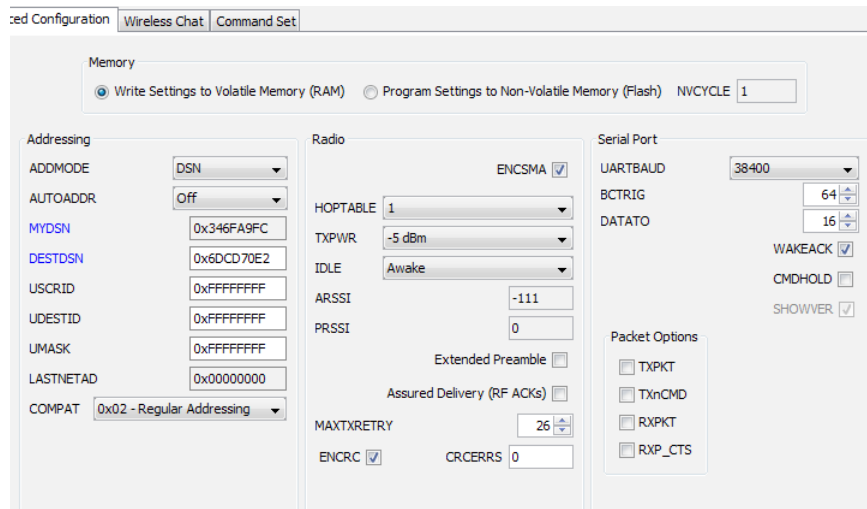 ced Configuration Wireless Chat Command Set
Memory
Write Settings to Volatile Memory (RAM) Program Settings to Non-Volatile Memory (Flash) NVCYCLE 1
Addressing
ADDMODE DSN
AUTOADDR Off
MYDSN 0x346FA9FC
DESTDSN 0x6DCD70E2
USCRID 0xFFFFFFFF
UDESTID 0xFFFFFFFF
UMASK 0xFFFFFFFF
LASTNETAD 0x00000000
COMPAT 0x02 - Regular Addressing
Radio
ENCSMA
HOPTABLE 1
TXPWR -5 dBm
IDLE Awake
ARSSI -111
PRSSI 0
Extended Preamble
Assured Delivery (RF ACKs)
MAXTXRETRY 26
ENCRC CRCERRS 0
Serial Port
UARTBAUD 38400
BCTRIG 64
DATATO 16
WAKEACK
CMDHOLD
SHOWVER
Packet Options
TXPKT
TXnCMD
RXPKT
RXP_CTS